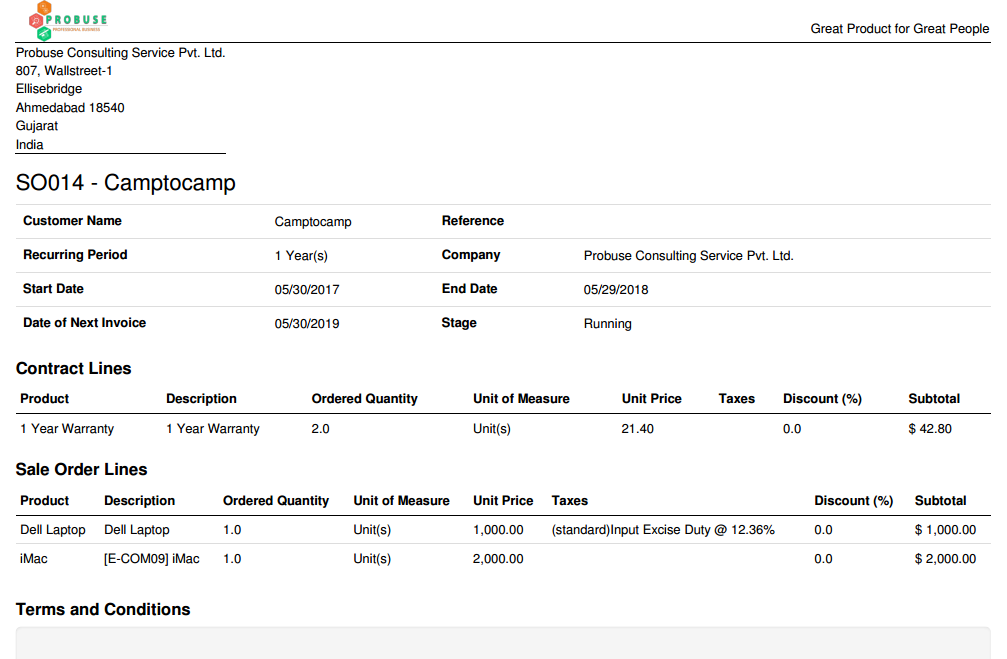 PROBUSE
PROFESSIONAL BUSINESS
Great Product for Great People
Probuse Consulting Service Pvt. Ltd.
807, Wallstreet-1
Ellisebridge
Ahmedabad 18540
Gujarat
India
SO014 - Camptocamp
Customer Name Camptocamp Reference
Recurring Period 1 Year(s) Company Probuse Consulting Service Pvt. Ltd.
Start Date 05/30/2017 End Date 05/29/2018
Date of Next Invoice 05/30/2019 Stage Running
Contract Lines
Product Description Ordered Quantity Unit of Measure Unit Price Taxes Discount (%) Subtotal
1 Year Warranty 1 Year Warranty 2.0 Unit(s) 21.40 0.0 $ 42.80
Sale Order Lines
Product Description Ordered Quantity Unit of Measure Unit Price Taxes Discount (%) Subtotal
Dell Laptop Dell Laptop 1.0 Unit(s) 1,000.00 (standard)Input Excise Duty @ 12.36% 0.0 $ 1,000.00
iMac [E-COM09] iMac 1.0 Unit(s) 2,000.00 0.0 $ 2,000.00
Terms and Conditions